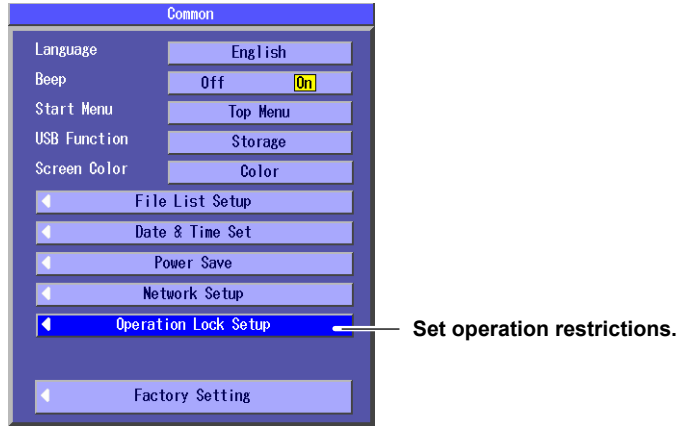 Common
Language English
Beep Off On
Start Menu Top Menu
USB Function Storage
Screen Color Color
File List Setup
Date & Time Set
Power Save
Network Setup
Operation Lock Setup Set operation restrictions.
Factory Setting